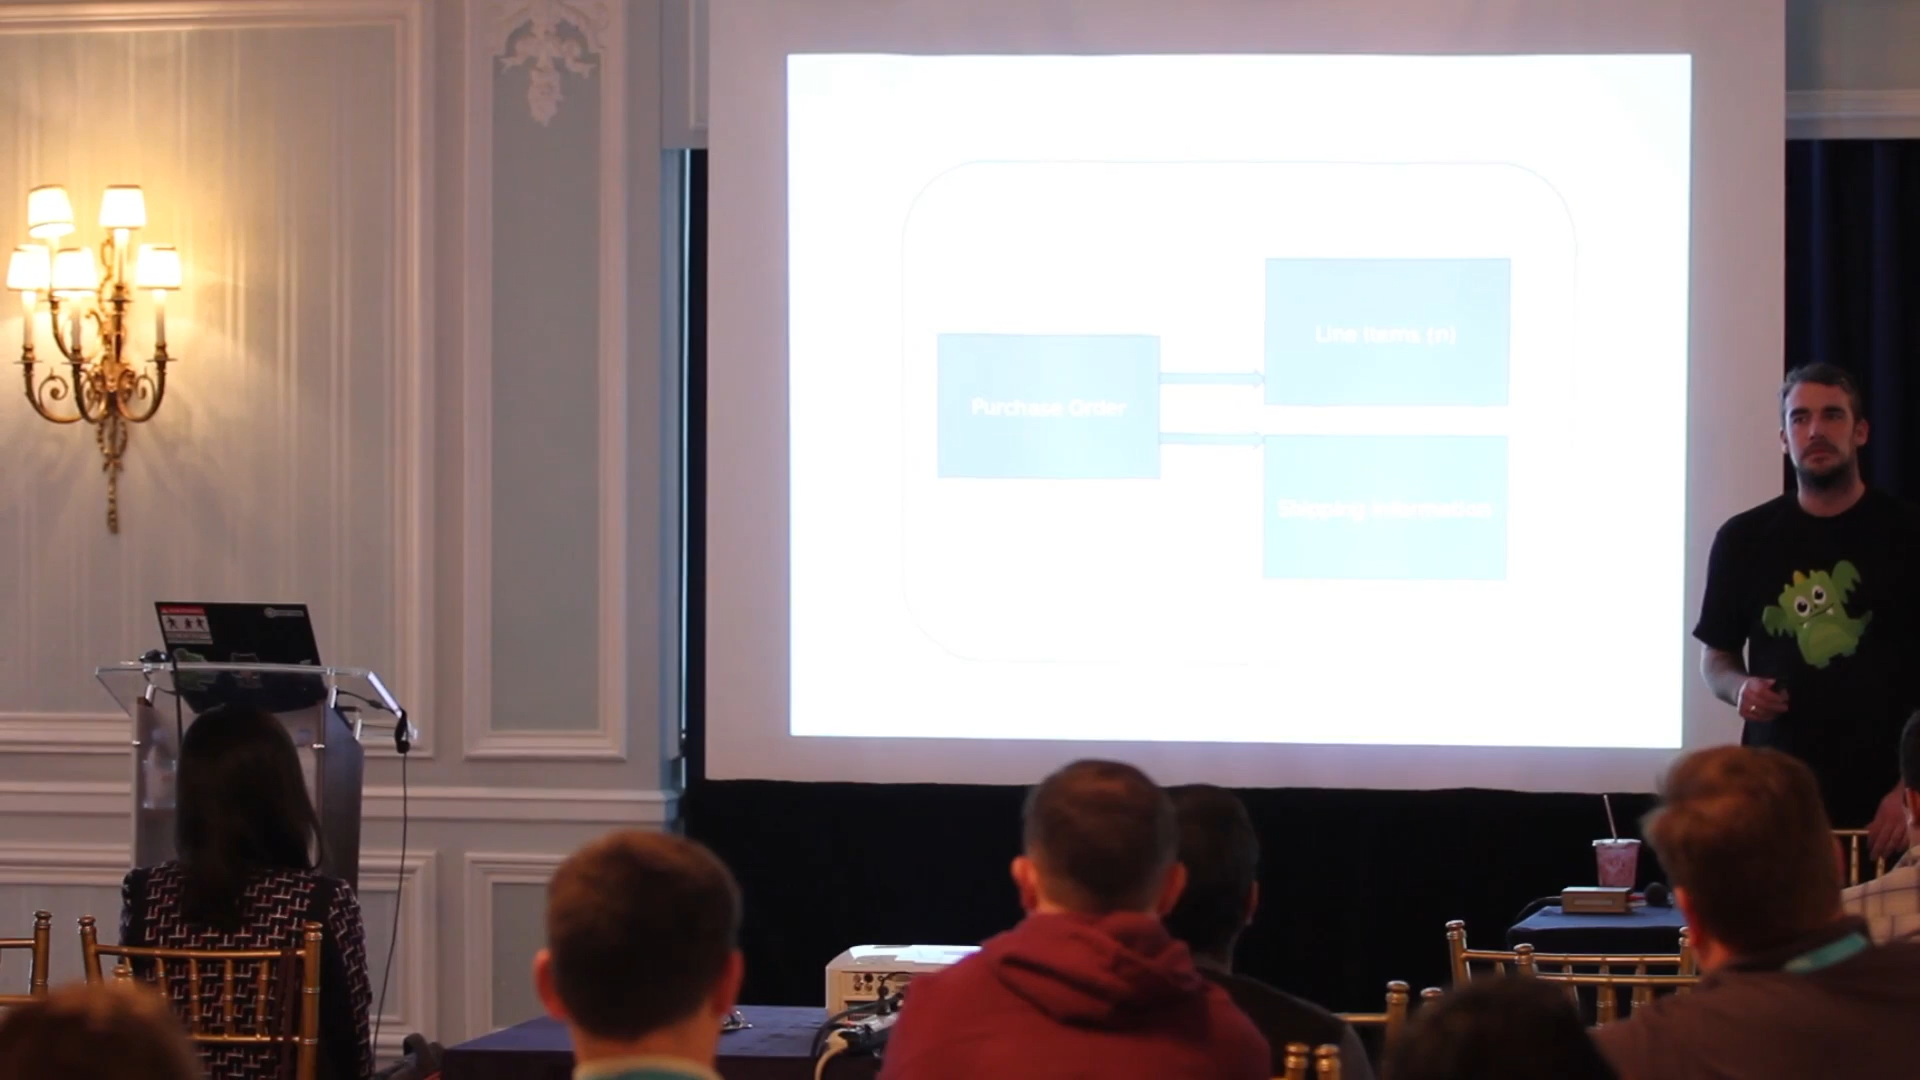 Line Items (n)
Purchase Order
Shipping Information